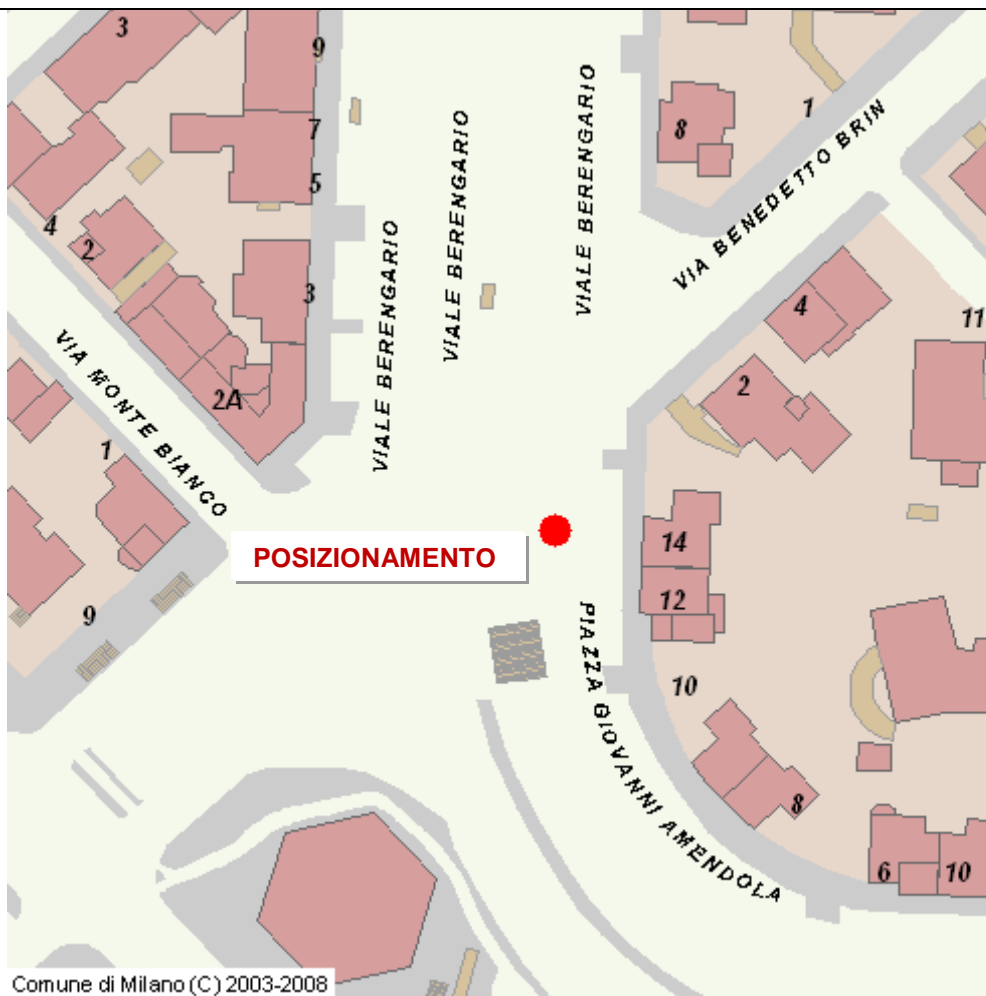 3
9
7
5
4
2
3
2A
VIA MONTE BIANCO
1
9
VIALE BERENGARIO
VIALE BERENGARIO
VIALE BERENGARIO
8
1
VIA BENEDETTO BRIN
4
11
2
POSIZIONAMENTO
14
12
10
PIAZZA GIOVANNI AMENDOLA
8
6
10
Comune di Milano (C) 2003-2008